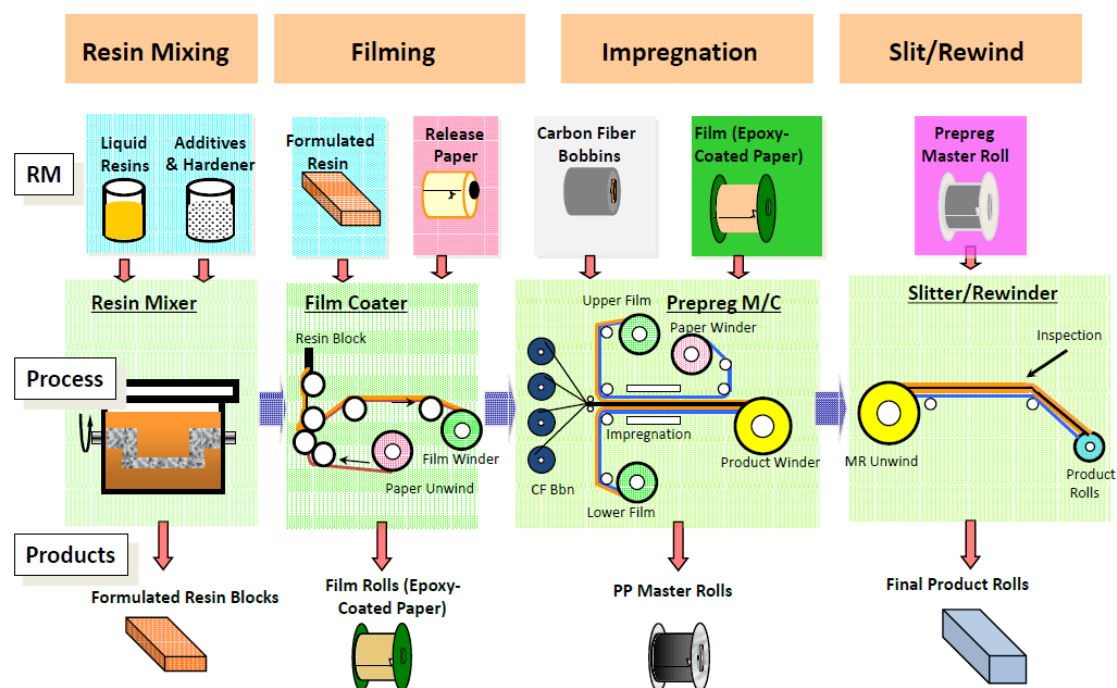 Resin Mixing
Filming
Impregnation
Slit/Rewind
RM
Liquid
Resins
Additives
& Hardener
Formulated
Resin
Release
Paper
Carbon Fiber
Bobbins
Film (Epoxy-
Coated Paper)
Prepreg
Master Roll
Process
Resin Mixer
Film Coater
Resin Block
Film Winder
Paper Unwind
Prepreg M/C
Upper Film
Paper Winder
Impregnation
Product Winder
CF Bbn
Lower Film
Slitter/Rewinder
Inspection
MR Unwind
Product
Rolls
Products
Formulated Resin Blocks
Film Rolls (Epoxy-
Coated Paper)
PP Master Rolls
Final Product Rolls